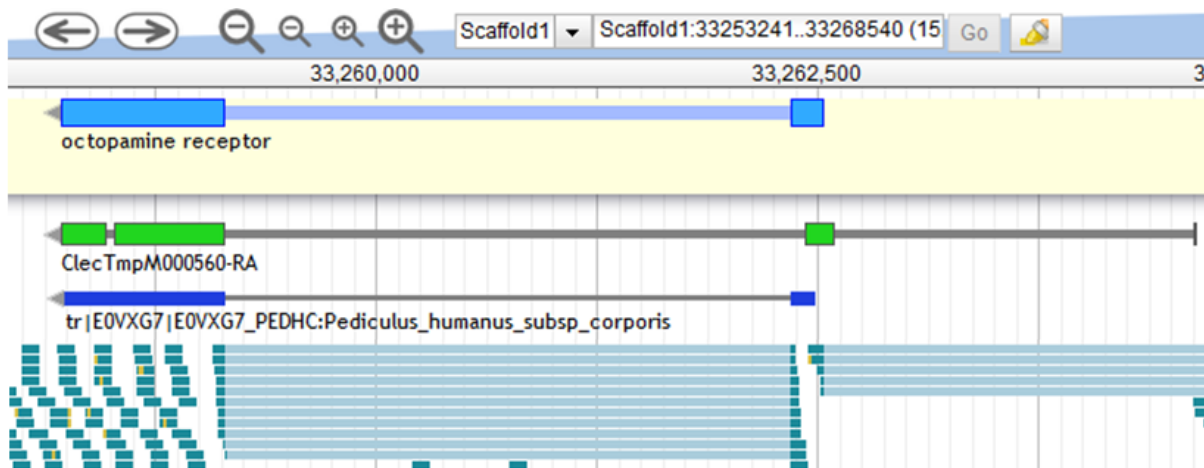 Scaffold1 Scaffold1:33253241..33268540 (15 Go
33,260,000 33,262,500
octopamine receptor
ClecTmpM000560-RA
tr|E0VXG7|E0VXG7_PEDHC:Pediculus_humanus_subsp_corporis